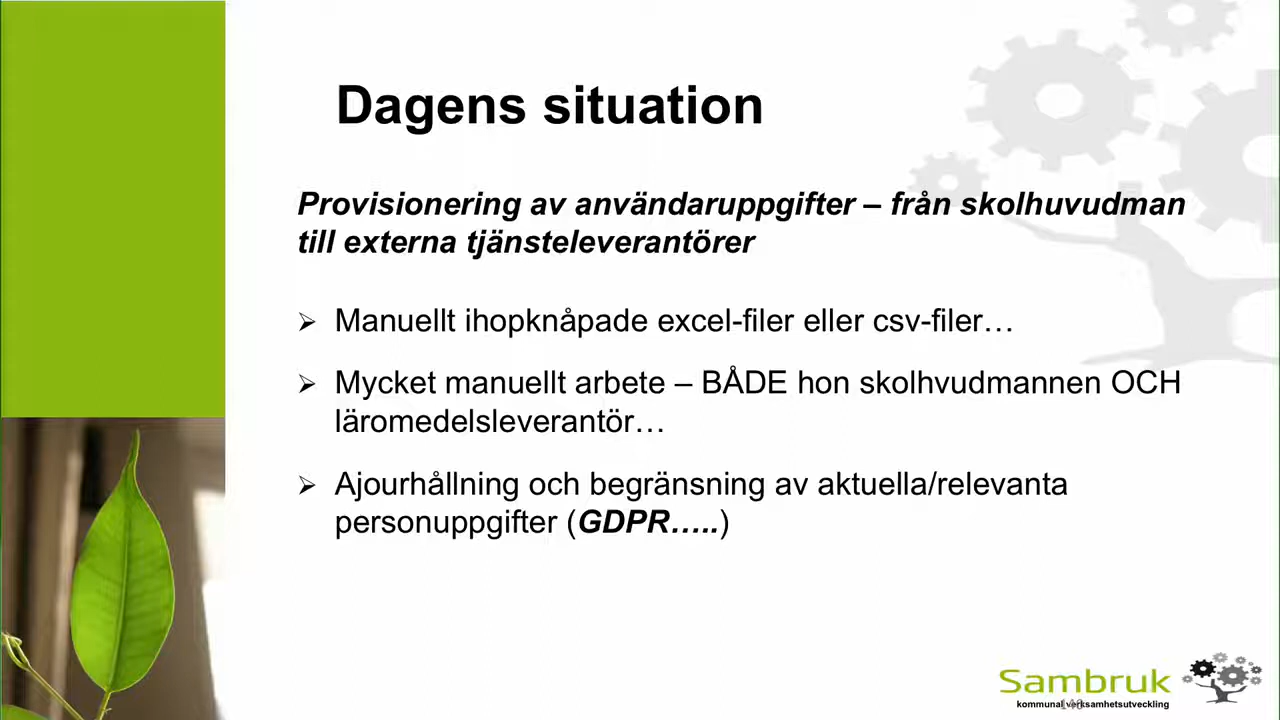 Dagens situation
Provisionering av användaruppgifter – från skolhuvudman
till externa tjänsteleverantörer
➢ Manuellt ihopknåpade excel-filer eller csv-filer…
➢ Mycket manuellt arbete – BÅDE hon skolhvudmannen OCH
läromedelsleverantör…
➢ Ajourhållning och begränsning av aktuella/relevanta
personuppgifter (GDPR…..)
Sambruk
kommunal verksamhetsutveckling